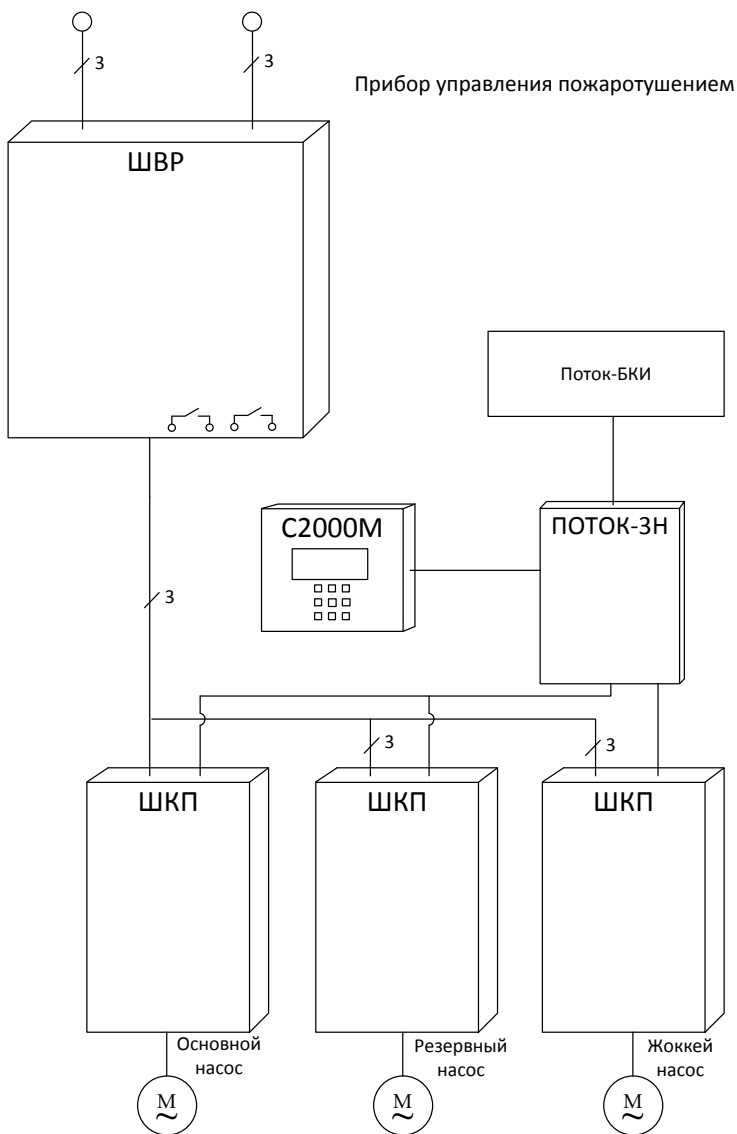 3
3
Прибор управления пожаротушением
ШВР
Поток-БКИ
С2000М
ПОТОК-3Н
3
3
3
ШКП
ШКП
ШКП
Основной
насос
Резервный
насос
Жоккей
насос
M
~
M
~
M
~